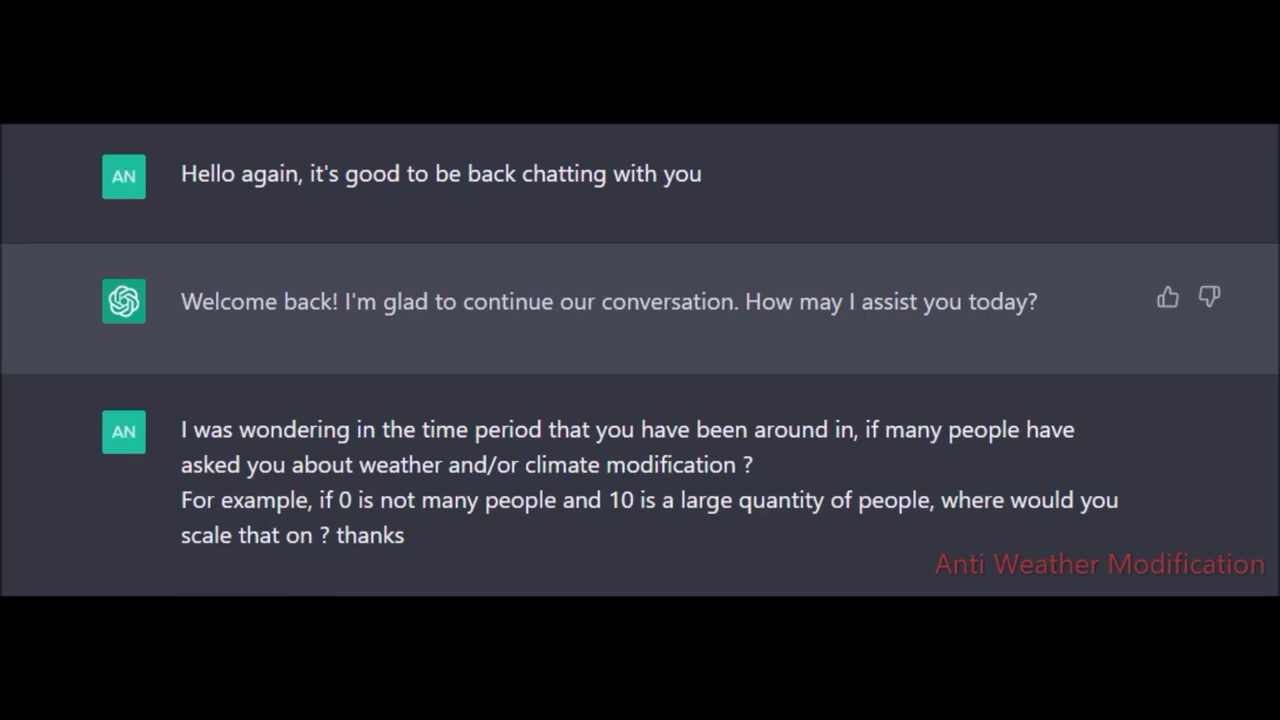 AN
Hello again, it's good to be back chatting with you
Welcome back! I'm glad to continue our conversation. How may I assist you today?
AN
I was wondering in the time period that you have been around in, if many people have
asked you about weather and/or climate modification ?
For example, if 0 is not many people and 10 is a large quantity of people, where would you
scale that on ? thanks
Anti Weather Modification